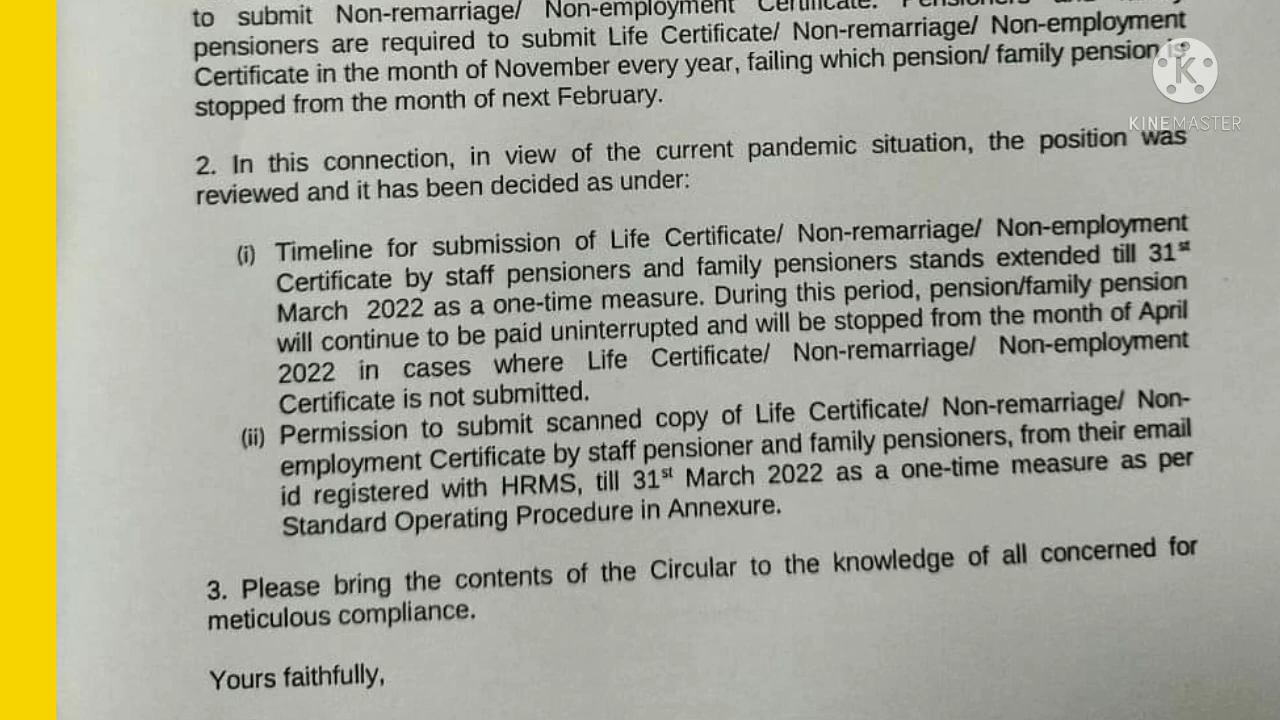 to submit Non-remarriage/ Non-employment Certificate. Pensioners and family
pensioners are required to submit Life Certificate/ Non-remarriage/ Non-employment
Certificate in the month of November every year, failing which pension/ family pension is
stopped from the month of next February.
K
KINEMASTER
2. In this connection, in view of the current pandemic situation, the position was
reviewed and it has been decided as under:
(i) Timeline for submission of Life Certificate/ Non-remarriage/ Non-employment
Certificate by staff pensioners and family pensioners stands extended till 31st
March 2022 as a one-time measure. During this period, pension/family pension
will continue to be paid uninterrupted and will be stopped from the month of April
2022 in cases where Life Certificate/ Non-remarriage/ Non-employment
Certificate is not submitted.
(ii) Permission to submit scanned copy of Life Certificate/ Non-remarriage/ Non-
employment Certificate by staff pensioner and family pensioners, from their email
id registered with HRMS, till 31st March 2022 as a one-time measure as per
Standard Operating Procedure in Annexure.
3. Please bring the contents of the Circular to the knowledge of all concerned for
meticulous compliance.
Yours faithfully,